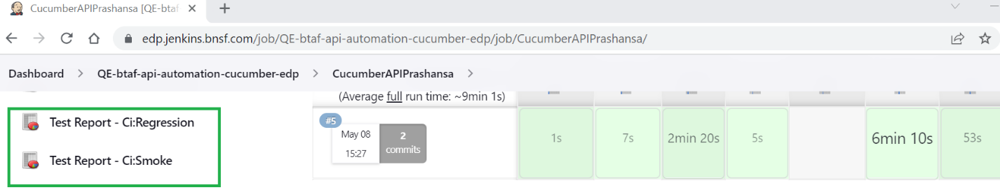 CucumberAPIPrashansa [QE-btaf-
edp.jenkins.bnsf.com/job/QE-btaf-api-automation-cucumber-edp/job/CucumberAPIPrashansa/
Dashboard > QE-btaf-api-automation-cucumber-edp > CucumberAPIPrashansa >
(Average full run time: ~9min 1s)
Test Report - Ci:Regression
Test Report - Ci:Smoke
#5
May 08
15:27
2
commits
1s
7s
2min 20s
5s
6min 10s
53s